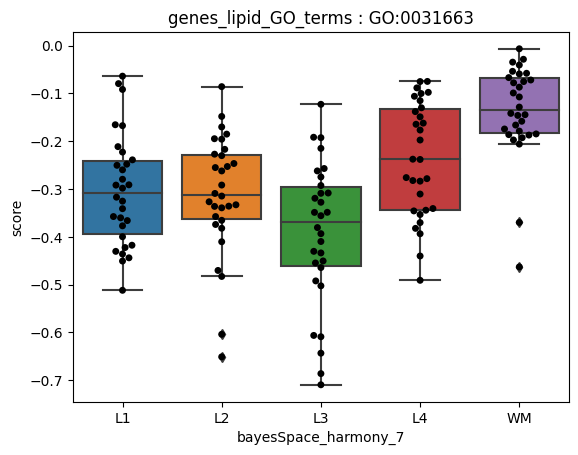 genes_lipid_GO_terms : GO:0031663
0.0
−0.1
−0.2
−0.3
−0.4
−0.5
−0.6
−0.7
score
L1 L2 L3 L4 WM
bayesSpace_harmony_7